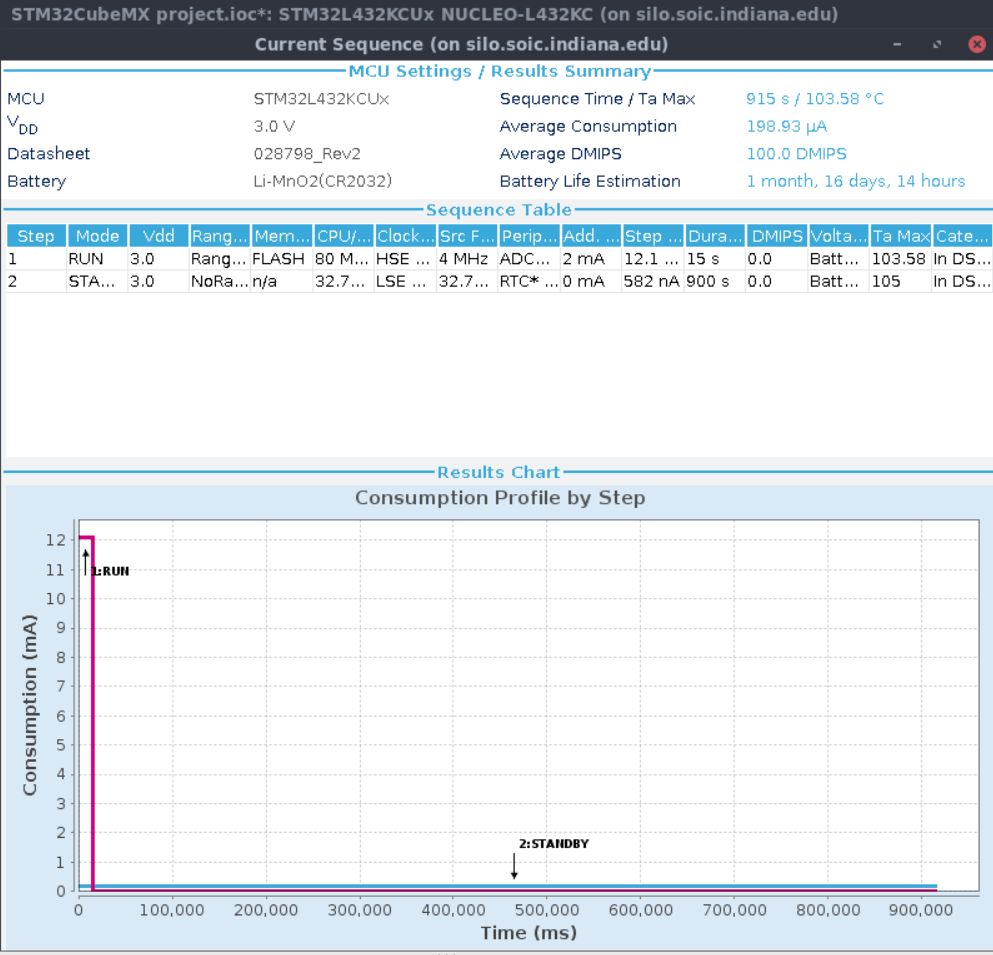 STM32CubeMX project.ioc*: STM32L432KCUx NUCLEO-L432KC (on silo.soic.indiana.edu)
Current Sequence (on silo.soic.indiana.edu)
MCU Settings / Results Summary
MCU STM32L432KCUx Sequence Time / Ta Max 915 s / 103.58 °C
VDD 3.0 V Average Consumption 198.93 µA
Datasheet 028798_Rev2 Average DMIPS 100.0 DMIPS
Battery Li-MnO2(CR2032) Battery Life Estimation 1 month, 16 days, 14 hours
Sequence Table
Step Mode Vdd Rang... Mem... CPU/... Clock... Src F... Perip... Add. ... Step ... Dura... DMIPS Volta... Ta Max Cate...
1 RUN 3.0 Rang... FLASH 80 M... HSE ... 4 MHz ADC... 2 mA 12.1 ... 15 s 0.0 Batt... 103.58 In DS...
2 STA... 3.0 NoRa... n/a 32.7... LSE ... 32.7... RTC* ... 0 mA 582 nA 900 s 0.0 Batt... 105 In DS...
Results Chart
Consumption Profile by Step
12
11
10
9
8
7
6
5
4
3
2
1
0
Consumption (mA)
1:RUN
2:STANDBY
0 100,000 200,000 300,000 400,000 500,000 600,000 700,000 800,000 900,000
Time (ms)